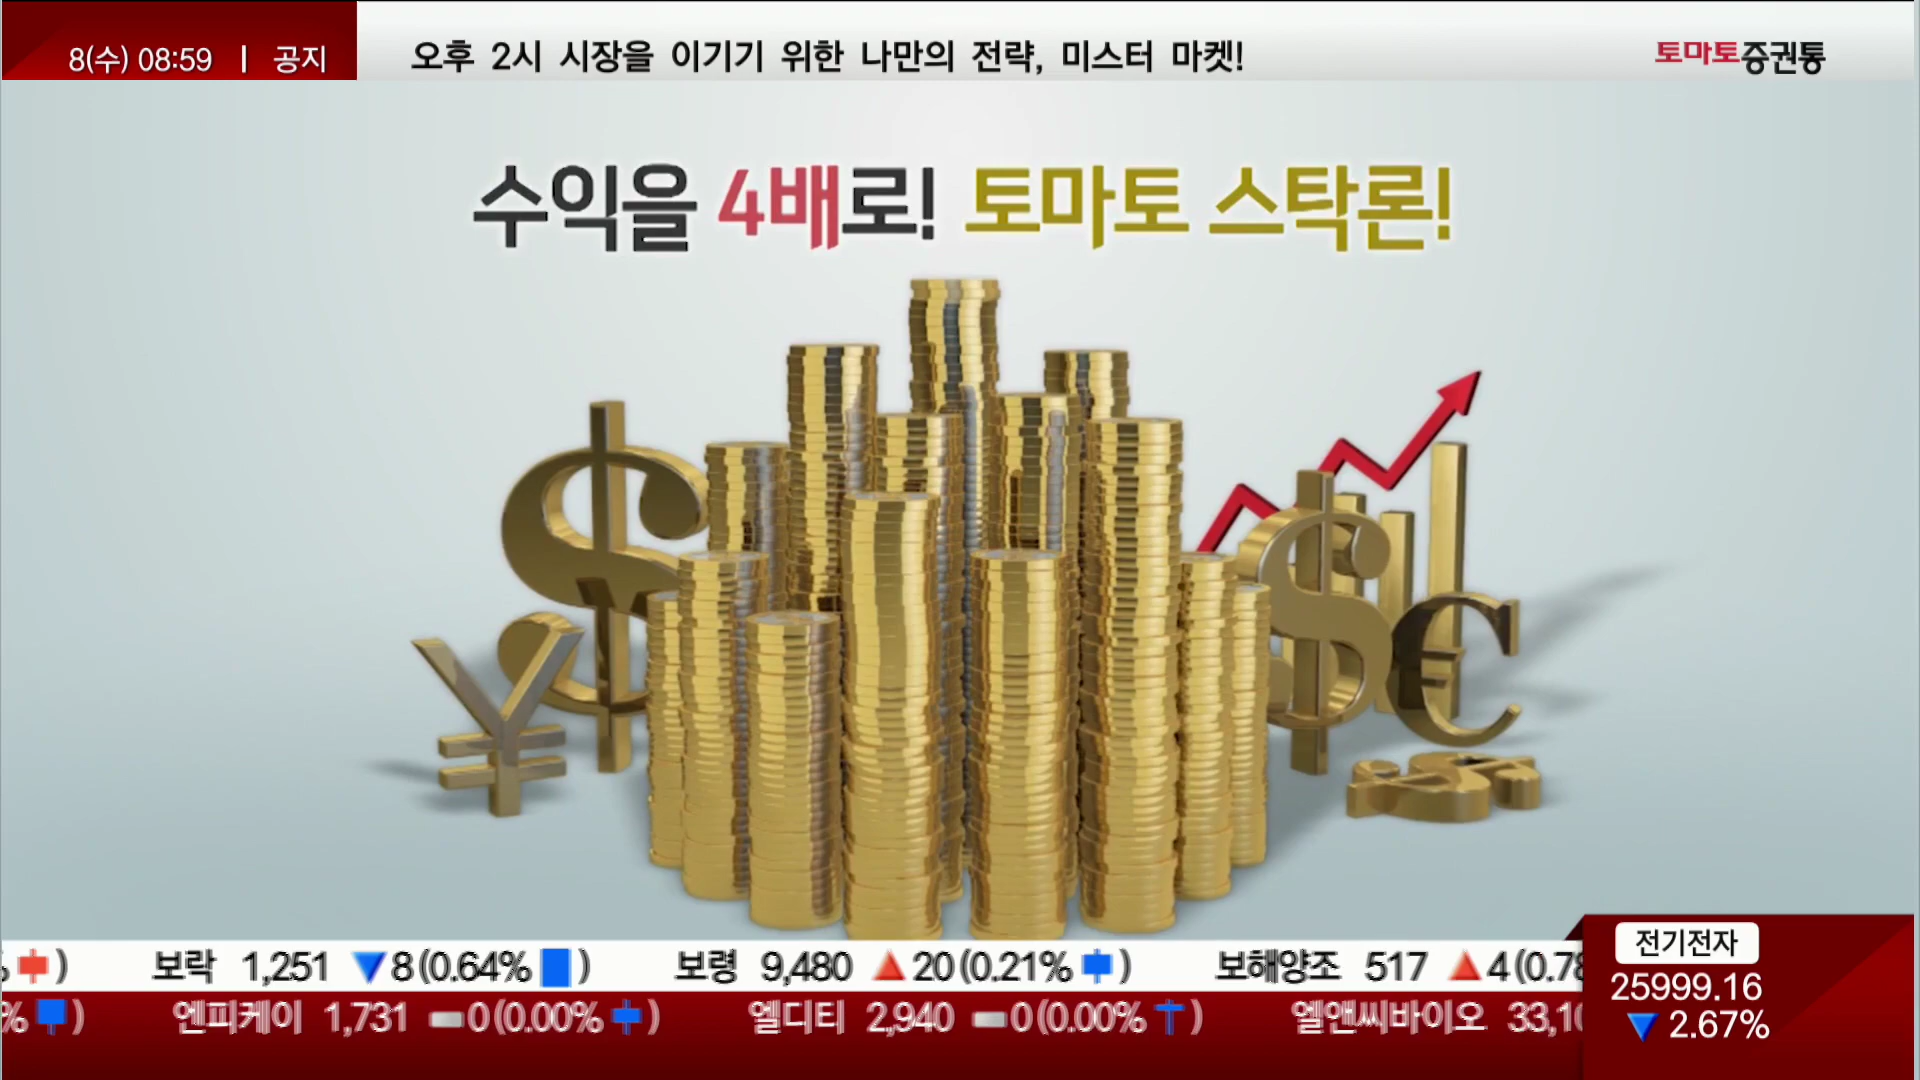 8(수) 08:59 | 공지
오후 2시 시장을 이기기 위한 나만의 전략, 미스터 마켓!
토마토증권통
수익을 4배로! 토마토 스탁론!
% ) 보락 1,251 ▼8(0.64% ) 보령 9,480 ▲20(0.21% ) 보해양조 517 ▲4(0.78
% ) 엔피케이 1,731 0(0.00% ) 엘디티 2,940 0(0.00% ) 엘앤씨바이오 33,10
전기전자
25999.16
▼ 2.67%